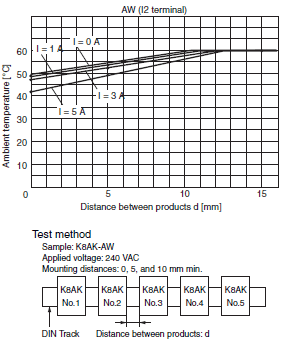 AW (I2 terminal)
Ambient temperature [°C]
60
50
40
30
20
10
0
I = 1 A
I = 0 A
I = 3 A
I = 5 A
5
10
15
Distance between products d [mm]
Test method
Sample: K8AK-AW
Applied voltage: 240 VAC
Mounting distances: 0, 5, and 10 mm min.
K8AK No.1
K8AK No.2
K8AK No.3
K8AK No.4
K8AK No.5
DIN Track
Distance between products: d